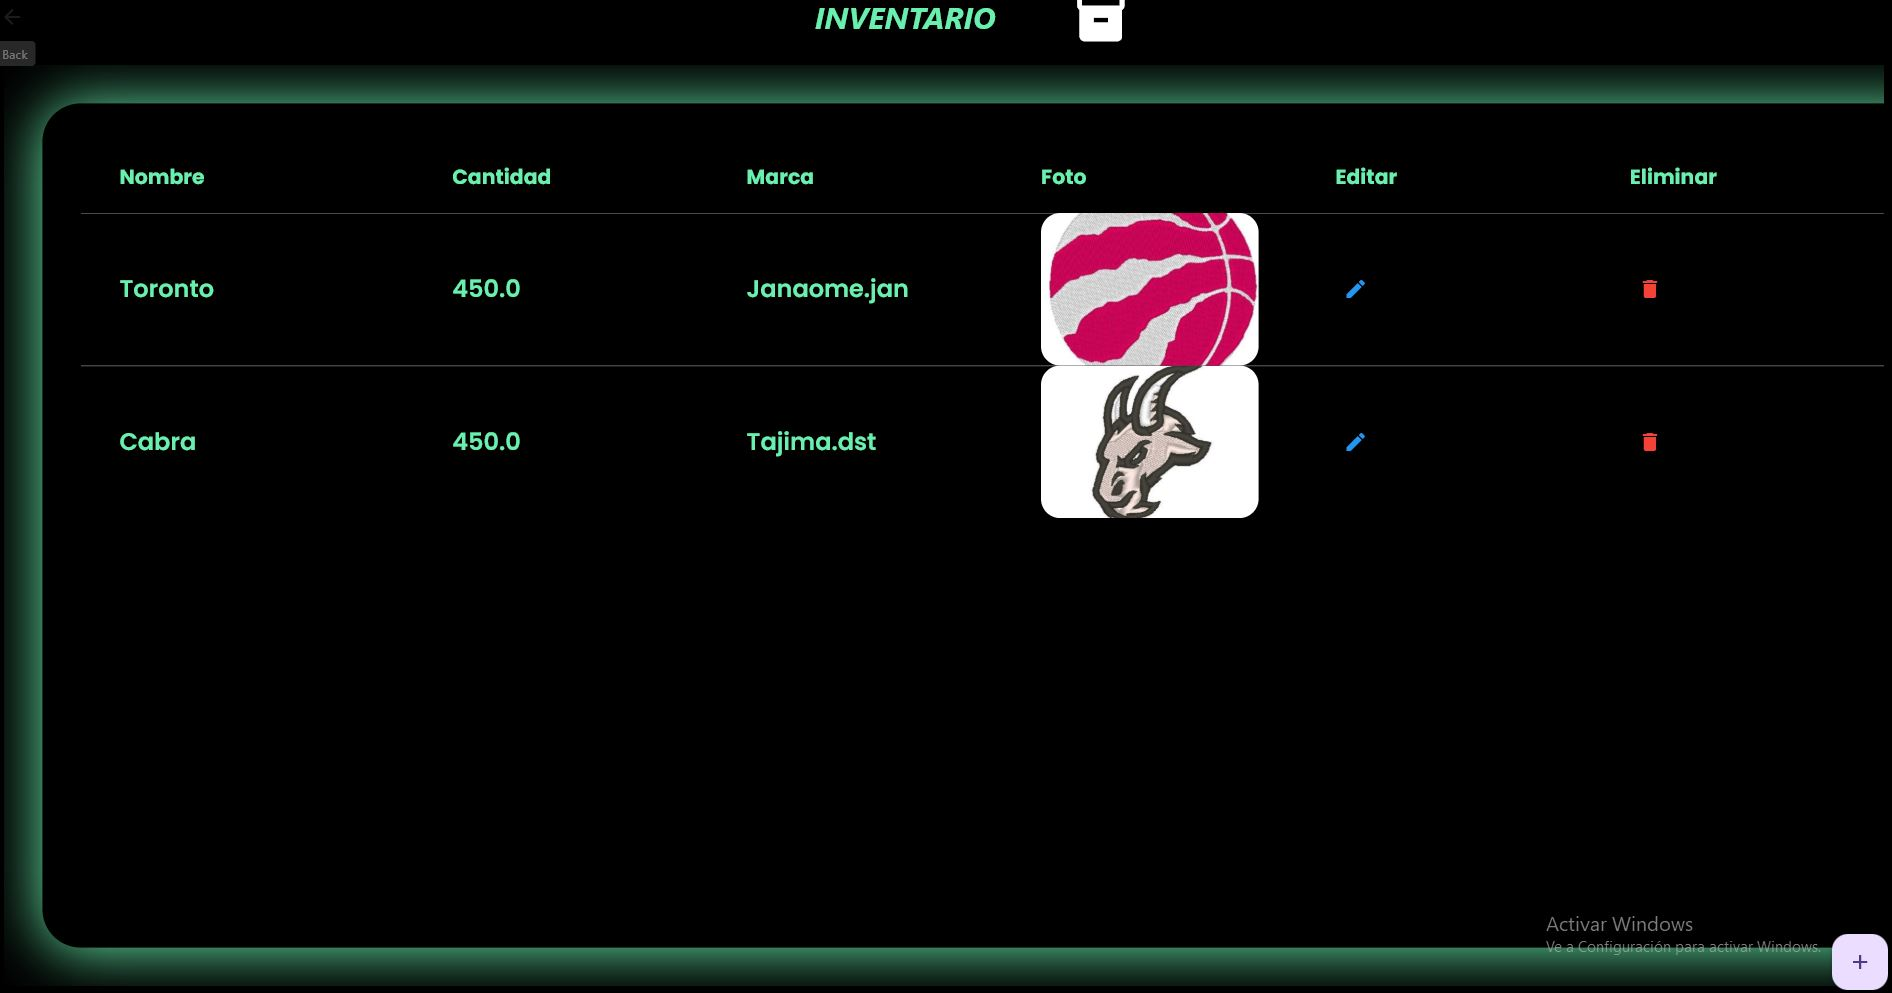 INVENTARIO
Back
Nombre Cantidad Marca Foto Editar Eliminar
Toronto 450.0 Janaome.jan
Cabra 450.0 Tajima.dst
Activar Windows
Ve a Configuración para activar Windows.
+